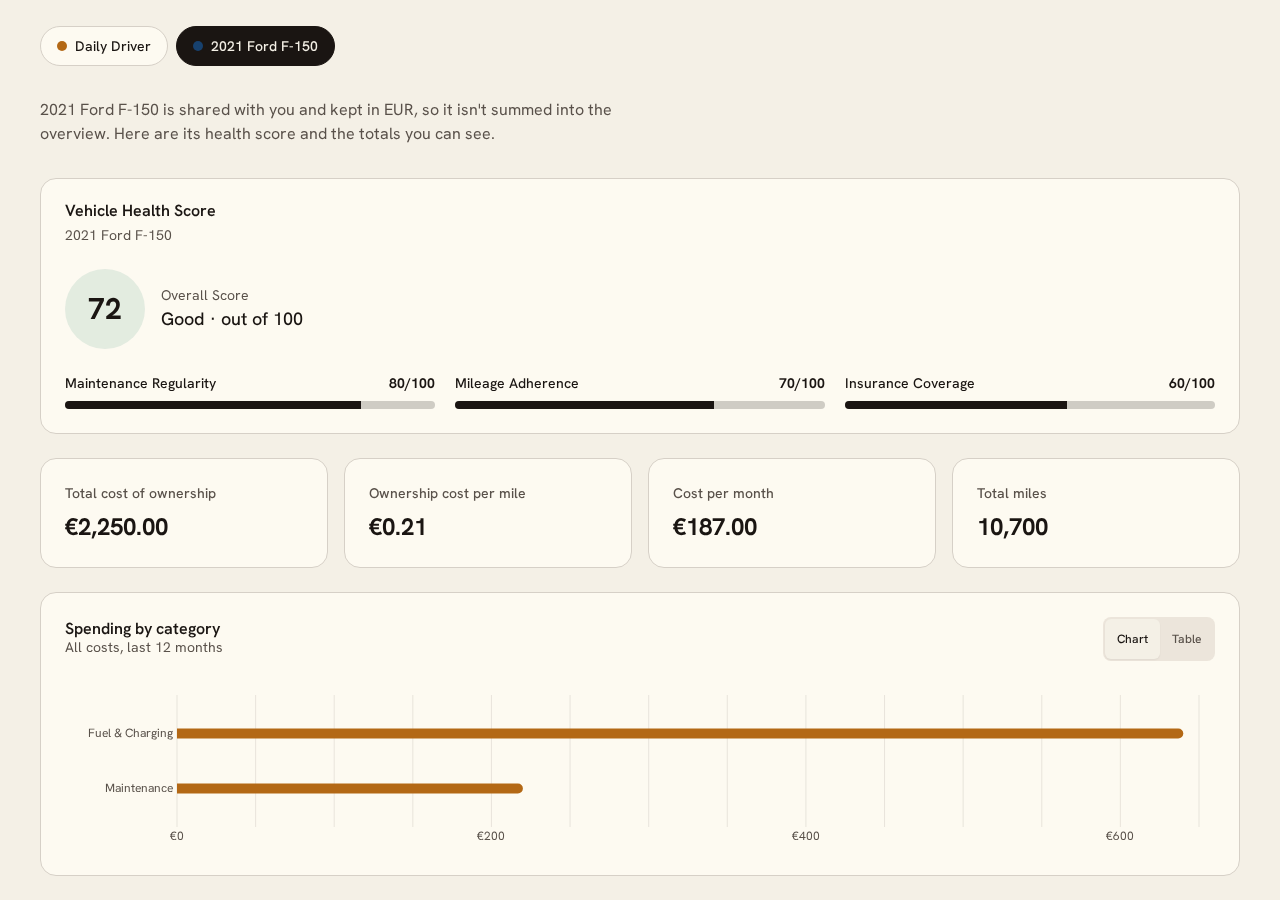 Daily Driver
2021 Ford F-150
2021 Ford F-150 is shared with you and kept in EUR, so it isn't summed into the
overview. Here are its health score and the totals you can see.
Vehicle Health Score
2021 Ford F-150
72
Overall Score
Good · out of 100
Maintenance Regularity 80/100
Mileage Adherence 70/100
Insurance Coverage 60/100
Total cost of ownership
€2,250.00
Ownership cost per mile
€0.21
Cost per month
€187.00
Total miles
10,700
Spending by category
All costs, last 12 months
Chart
Table
Fuel & Charging
Maintenance
€0 €200 €400 €600